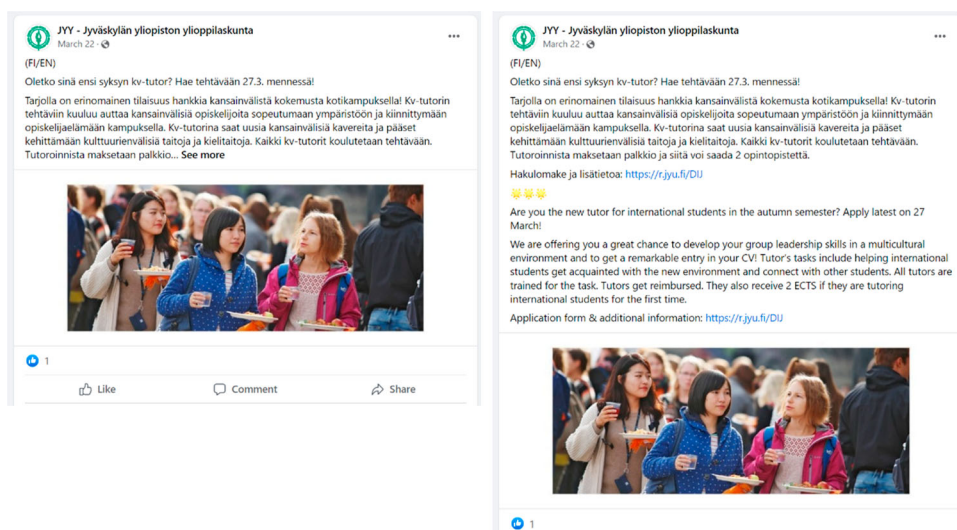 JYY - Jyväskylän yliopiston ylioppilaskunta
March 22 ·
(FI/EN)
Oletko sinä ensi syksyn kv-tutor? Hae tehtävään 27.3. mennessä!
Tarjolla on erinomainen tilaisuus hankkia kansainvälistä kokemusta kotikampuksella! Kv-tutorin
tehtäviin kuuluu auttaa kansainvälisiä opiskelijoita sopeutumaan ympäristöön ja kiinnittymään
opiskelijaelämään kampuksella. Kv-tutorina saat uusia kansainvälisiä kavereita ja pääset
kehittämään kulttuurienvälisiä taitoja ja kielitaitoja. Kaikki kv-tutorit koulutetaan tehtävään.
Tutoroinnista maksetaan palkkio... See more
1
Like Comment Share
JYY - Jyväskylän yliopiston ylioppilaskunta
March 22 ·
(FI/EN)
Oletko sinä ensi syksyn kv-tutor? Hae tehtävään 27.3. mennessä!
Tarjolla on erinomainen tilaisuus hankkia kansainvälistä kokemusta kotikampuksella! Kv-tutorin
tehtäviin kuuluu auttaa kansainvälisiä opiskelijoita sopeutumaan ympäristöön ja kiinnittymään
opiskelijaelämään kampuksella. Kv-tutorina saat uusia kansainvälisiä kavereita ja pääset
kehittämään kulttuurienvälisiä taitoja ja kielitaitoja. Kaikki kv-tutorit koulutetaan tehtävään.
Tutoroinnista maksetaan palkkio ja siitä voi saada 2 opintopistettä.
Hakulomake ja lisätietoa: https://r.jyu.fi/DIJ
Are you the new tutor for international students in the autumn semester? Apply latest on 27
March!
We are offering you a great chance to develop your group leadership skills in a multicultural
environment and to get a remarkable entry in your CV! Tutor's tasks include helping international
students get acquainted with the new environment and connect with other students. All tutors are
trained for the task. Tutors get reimbursed. They also receive 2 ECTS if they are tutoring
international students for the first time.
Application form & additional information: https://r.jyu.fi/DIJ
1